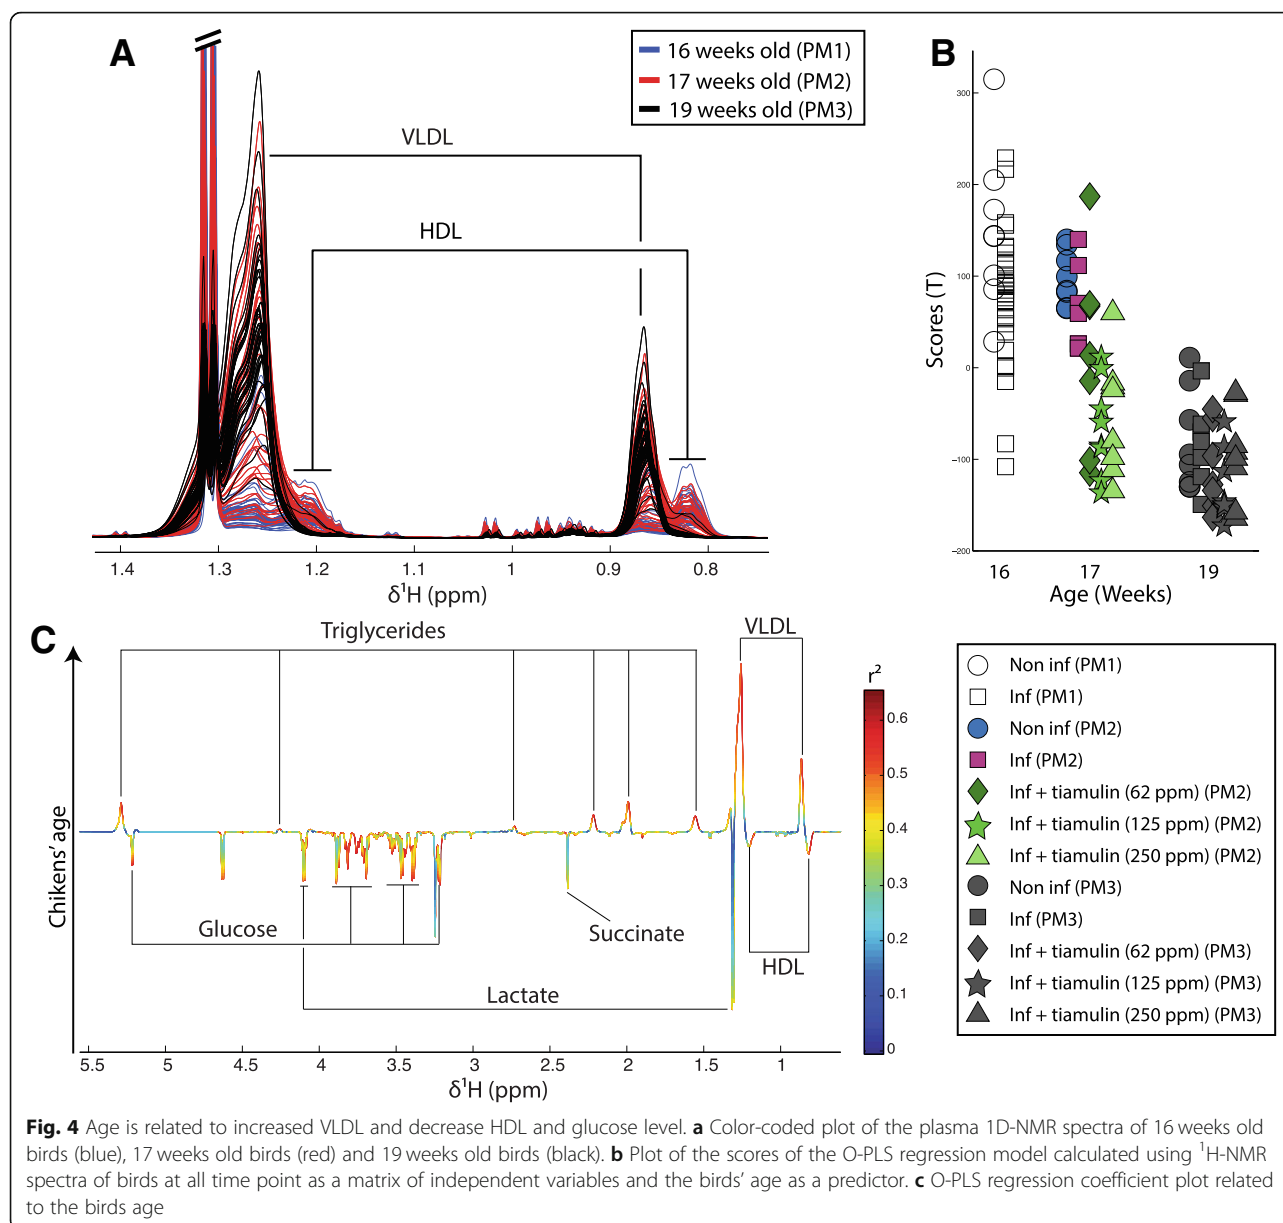 A
16 weeks old (PM1)
17 weeks old (PM2)
19 weeks old (PM3)
VLDL
HDL
1.4
1.3
1.2
1.1
1
0.9
0.8
δ¹H (ppm)
B
Scores (T)
300
200
100
0
−100
−200
16
17
19
Age (Weeks)
C
Chikens’ age
Triglycerides
VLDL
Glucose
Succinate
HDL
Lactate
r²
0.6
0.5
0.4
0.3
0.2
0.1
0
5.5
5
4.5
4
3.5
3
2.5
2
1.5
1
δ¹H (ppm)
Non inf (PM1)
Inf (PM1)
Non inf (PM2)
Inf (PM2)
Inf + tiamulin (62 ppm) (PM2)
Inf + tiamulin (125 ppm) (PM2)
Inf + tiamulin (250 ppm) (PM2)
Non inf (PM3)
Inf (PM3)
Inf + tiamulin (62 ppm) (PM3)
Inf + tiamulin (125 ppm) (PM3)
Inf + tiamulin (250 ppm) (PM3)
Fig. 4 Age is related to increased VLDL and decrease HDL and glucose level. a Color-coded plot of the plasma 1D-NMR spectra of 16 weeks old
birds (blue), 17 weeks old birds (red) and 19 weeks old birds (black). b Plot of the scores of the O-PLS regression model calculated using ¹H-NMR
spectra of birds at all time point as a matrix of independent variables and the birds’ age as a predictor. c O-PLS regression coefficient plot related
to the birds age